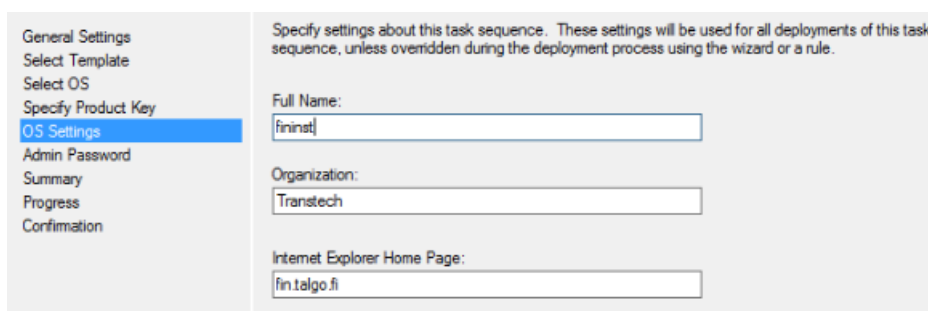 General Settings
Select Template
Select OS
Specify Product Key
OS Settings
Admin Password
Summary
Progress
Confirmation
Specify settings about this task sequence.  These settings will be used for all deployments of this task
sequence, unless overridden during the deployment process using the wizard or a rule.
Full Name:
fininst
Organization:
Transtech
Internet Explorer Home Page:
fin.talgo.fi